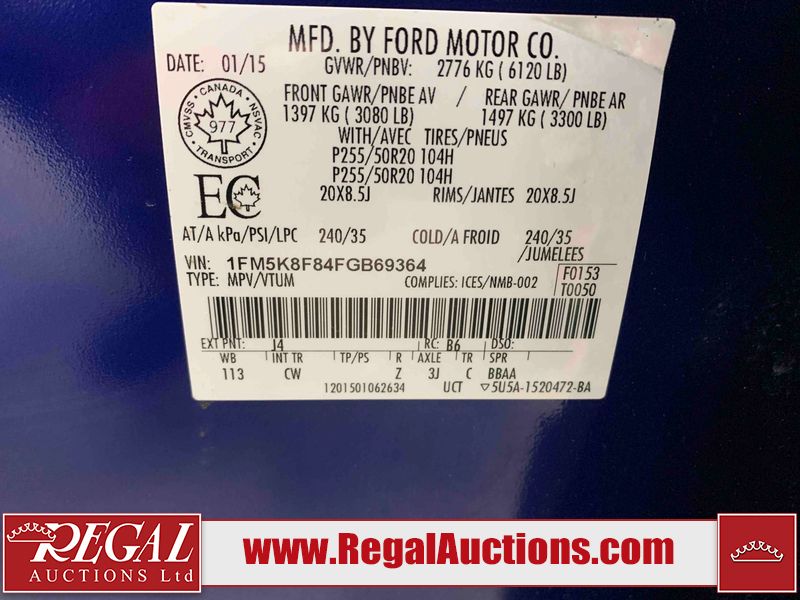 MFD. BY FORD MOTOR CO.
DATE: 01/15 GVWR/PNBV: 2776 KG ( 6120 LB)
FRONT GAWR/PNBE AV / REAR GAWR/ PNBE AR
1397 KG ( 3080 LB) 1497 KG ( 3300 LB)
CANADA
CMVSS 977 NSVAC
TRANSPORT
WITH/AVEC TIRES/PNEUS
P255/50R20 104H
P255/50R20 104H
EC 20X8.5J RIMS/JANTES 20X8.5J
AT/A kPa/PSI/LPC 240/35 COLD/A FROID 240/35
/JUMELEES
VIN: 1FM5K8F84FGB69364
TYPE: MPV/VTUM COMPLIES: ICES/NMB-002 F0153
T0050
EXT PNT: J4 RC: B6 DSO:
WB INT TR TP/PS R AXLE TR SPR
113 CW Z 3J C BBAA
1201501062634 UCT ▽5U5A-1520472-BA
REGAL
AUCTIONS Ltd
www.RegalAuctions.com